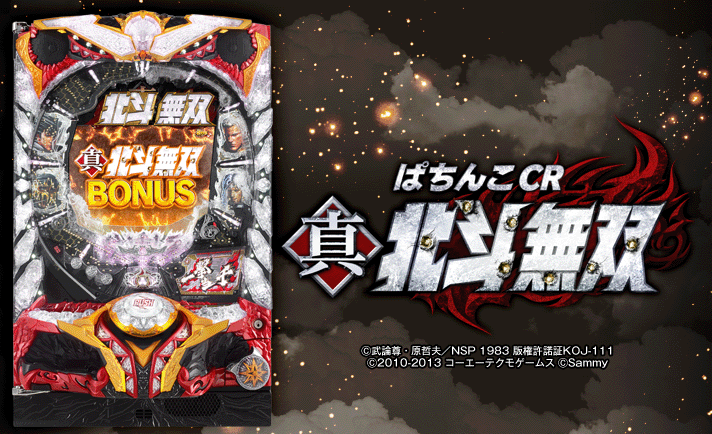 北斗無双
真 北斗無双
BONUS
RUSH
ぱちんこCR
真 北斗無双
©武論尊・原哲夫／NSP 1983 版権許諾証KOJ-111
©2010-2013 コーエーテクモゲームス ©Sammy